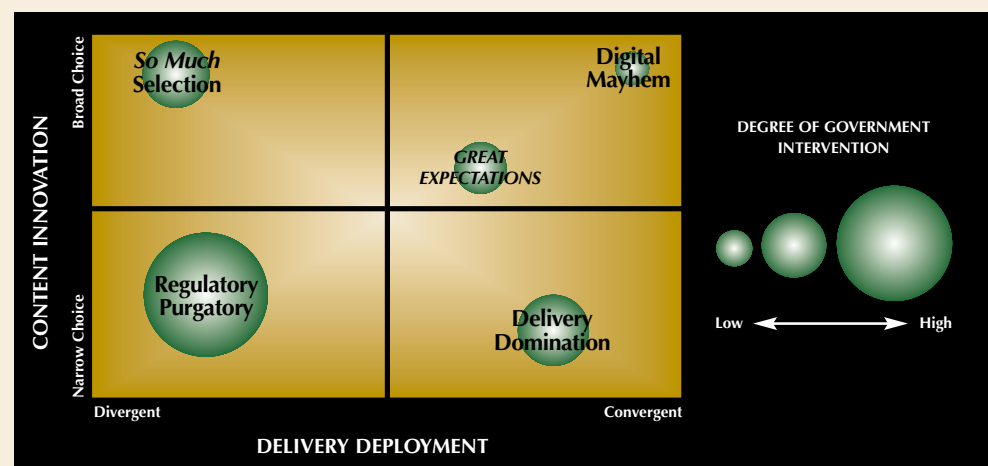 CONTENT INNOVATION
Broad Choice
Narrow Choice
So Much
Selection
Digital
Mayhem
GREAT
EXPECTATIONS
Regulatory
Purgatory
Delivery
Domination
Divergent
Convergent
DELIVERY DEPLOYMENT
DEGREE OF GOVERNMENT
INTERVENTION
Low
High